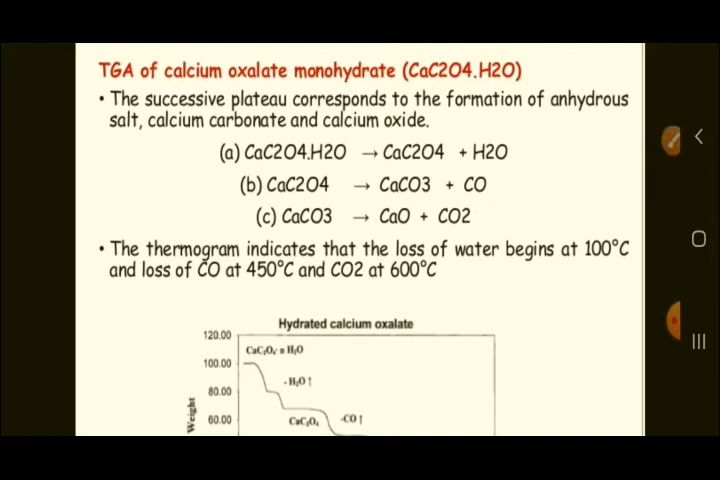 TGA of calcium oxalate monohydrate (CaC2O4.H2O)
• The successive plateau corresponds to the formation of anhydrous
salt, calcium carbonate and calcium oxide.
(a) CaC2O4.H2O → CaC2O4 + H2O
(b) CaC2O4 → CaCO3 + CO
(c) CaCO3 → CaO + CO2
• The thermogram indicates that the loss of water begins at 100°C
and loss of CO at 450°C and CO2 at 600°C
Hydrated calcium oxalate
120.00
CaC₂O₄·n H₂O
100.00
- H₂O↑
80.00
CaC₂O₄
-CO↑
60.00
Weight